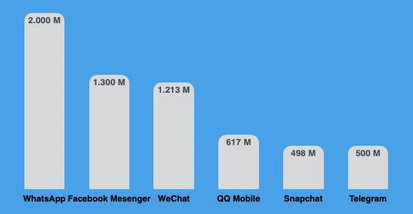 2.000 M
1.300 M
1.213 M
617 M
498 M
500 M
WhatsApp Facebook Mesenger WeChat QQ Mobile Snapchat Telegram